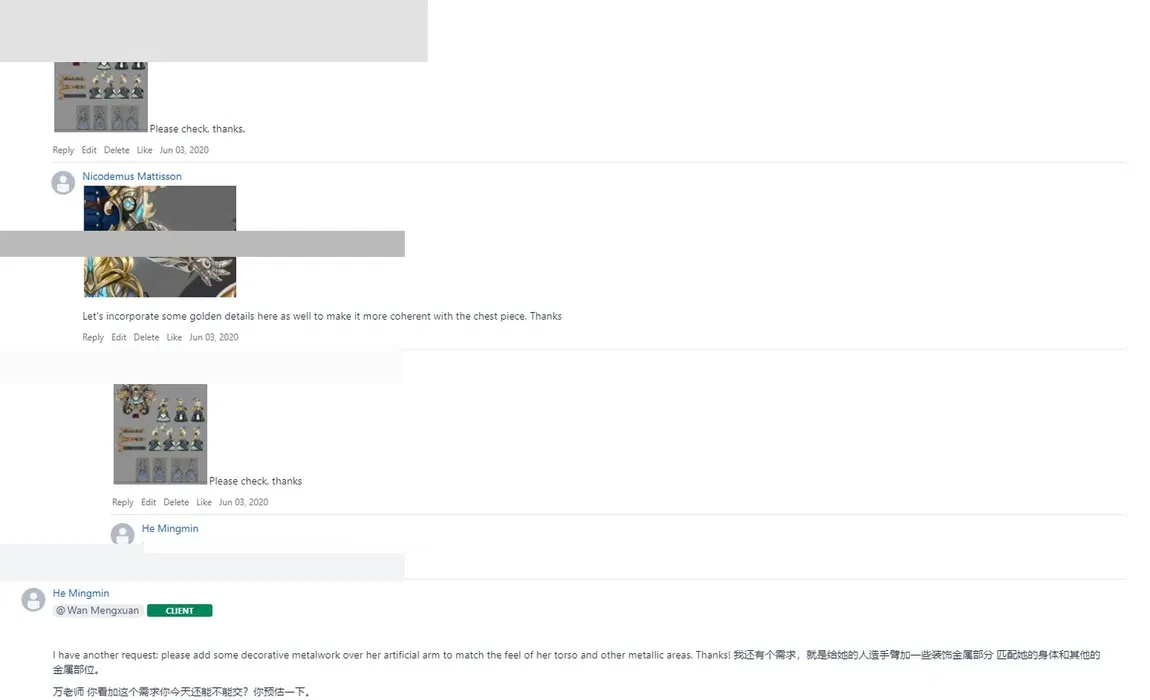 Please check, thanks.
Reply Edit Delete Like Jun 03, 2020
Nicodemus Mattisson
Let's incorporate some golden details here as well to make it more coherent with the chest piece. Thanks
Reply Edit Delete Like Jun 03, 2020
Please check, thanks
Reply Edit Delete Like Jun 03, 2020
He Mingmin
He Mingmin
@Wan Mengxuan CLIENT
I have another request: please add some decorative metalwork over her artificial arm to match the feel of her torso and other metallic areas. Thanks! 我还有个需求，就是给她的人造手臂加一些装饰金属部分 匹配她的身体和其他的
金属部位。
万老师 你看加这个需求你今天还能不能交？你预估一下。